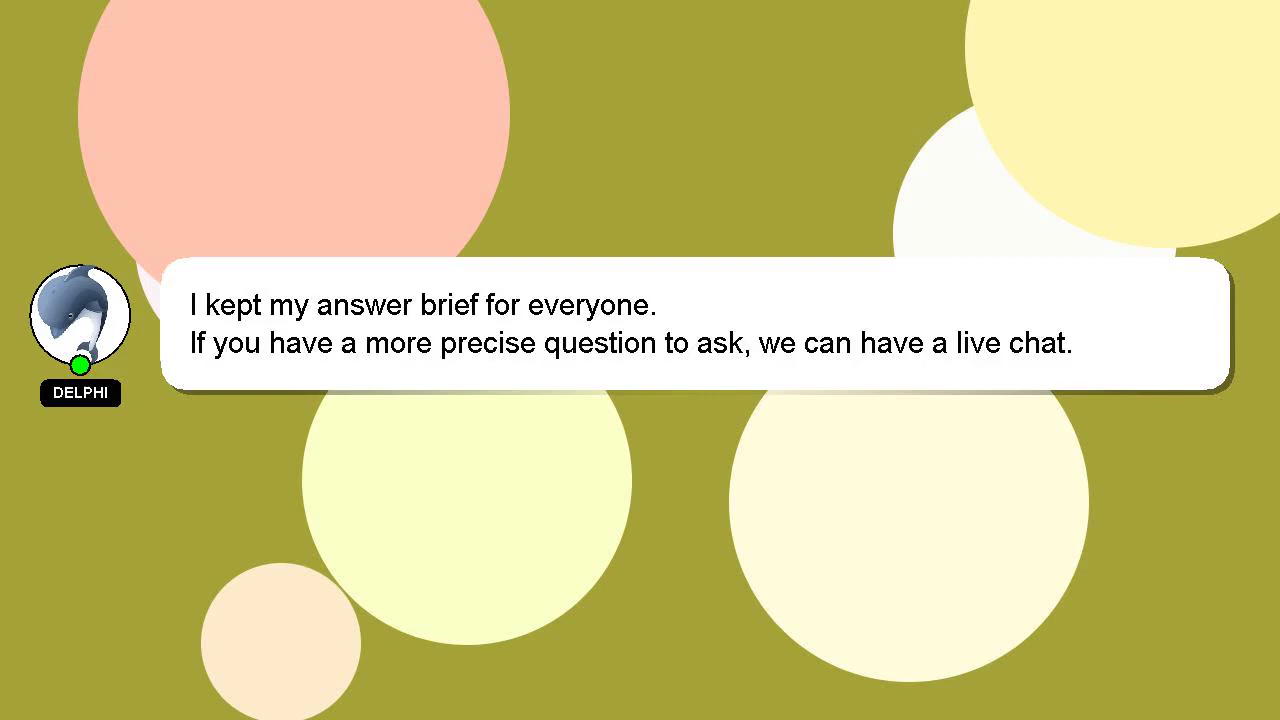 I kept my answer brief for everyone.
If you have a more precise question to ask, we can have a live chat.
DELPHI